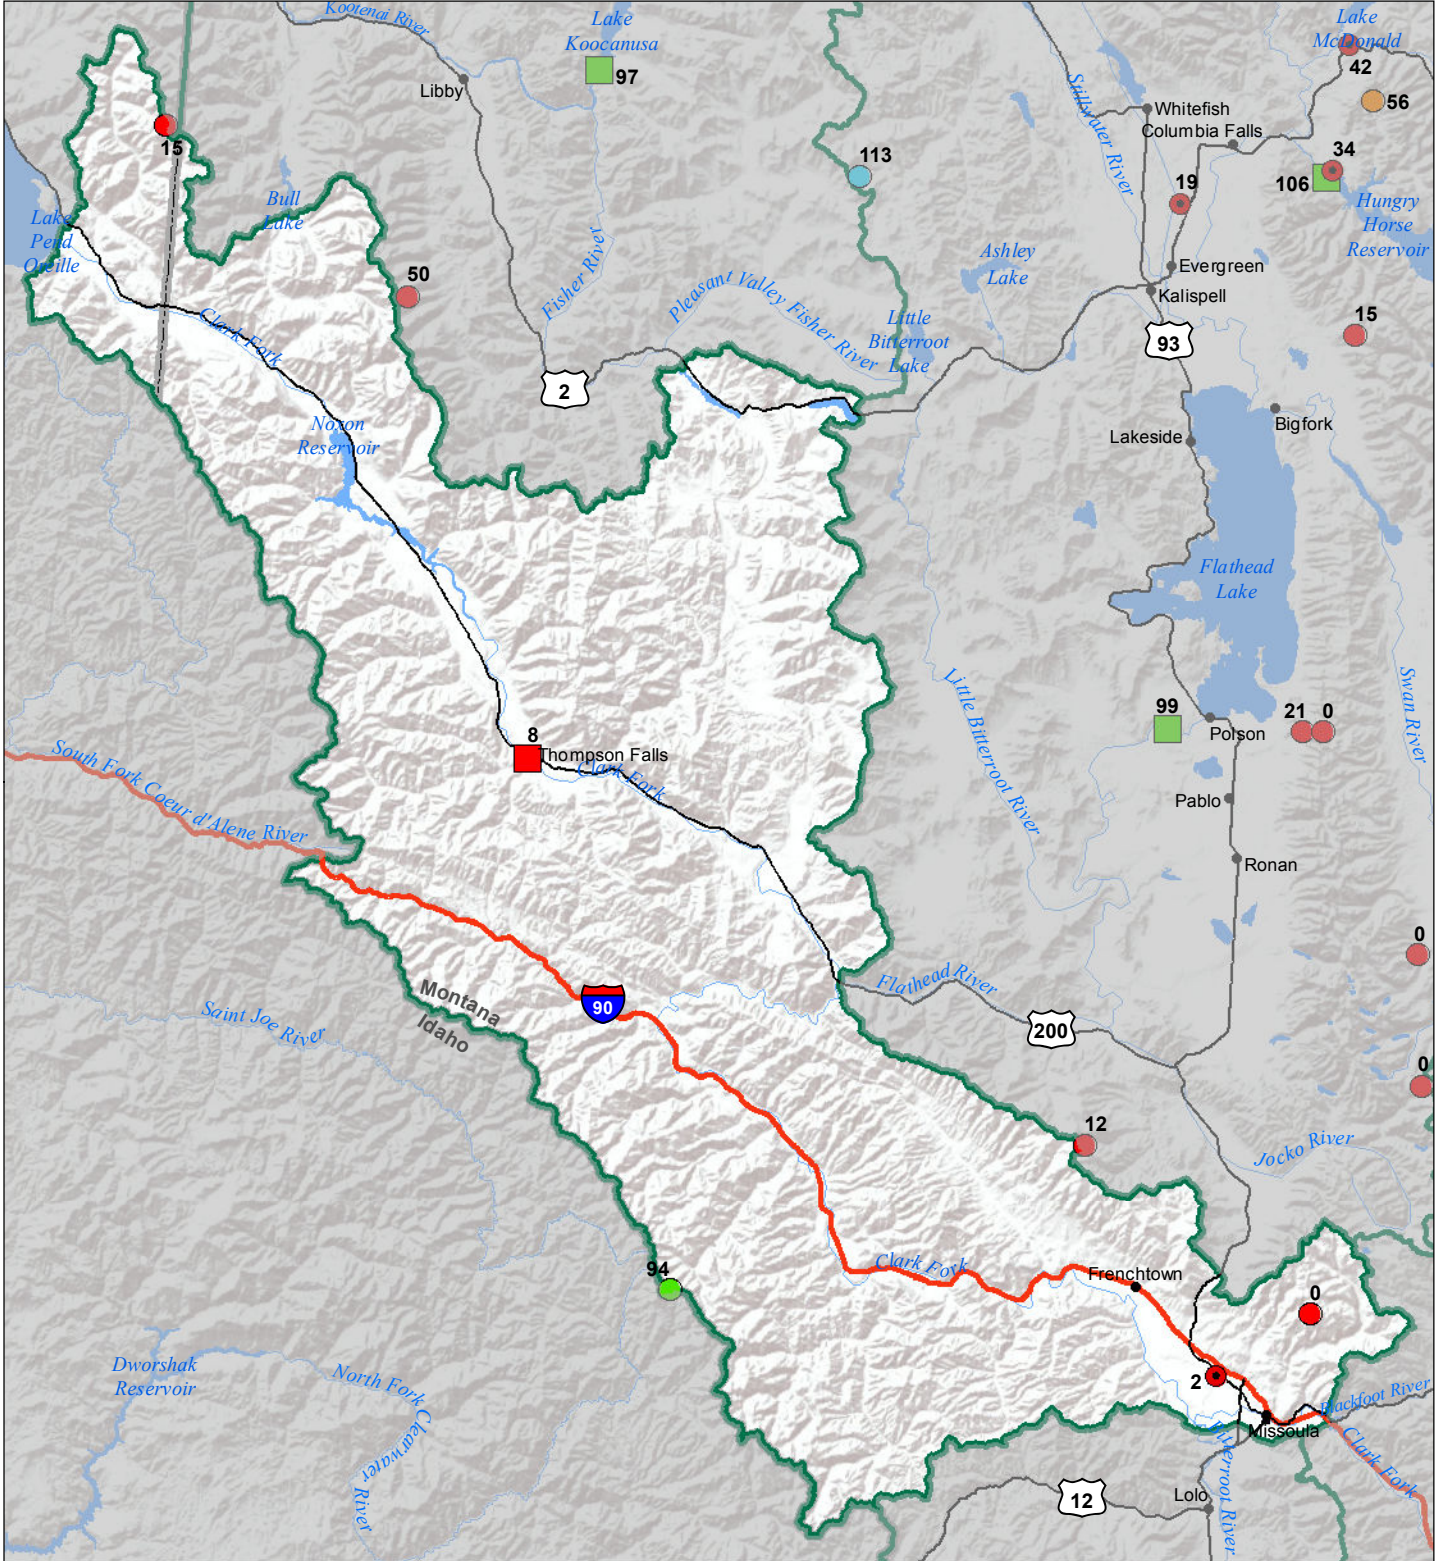 Kootenai River
Lake
Koocanusa
97
Libby
Lake
McDonald
42
56
Stillwater River
Whitefish
Columbia Falls
15
113
34
106
19
Bull
Lake
Hungry
Horse
Reservoir
Lake
Pend
Oreille
Fisher River
Ashley
Lake
50
Pleasant Valley Fisher River
Evergreen
Kalispell
Clark Fork
Little
Bitterroot
Lake
93
15
2
Noxon
Reservoir
Lakeside
Bigfork
Flathead
Lake
Little Bitterroot River
Swan River
99
21
0
Polson
8
Thompson Falls
Clark Fork
South Fork Coeur d'Alene River
Pablo
Ronan
0
Flathead River
Montana
Idaho
90
Saint Joe River
200
0
12
Jocko River
94
Clark Fork
Frenchtown
0
Dworshak
Reservoir
North Fork Clearwater
River
2
Blackfoot River
Missoula
Clark Fork
Bitterroot River
12
Lolo